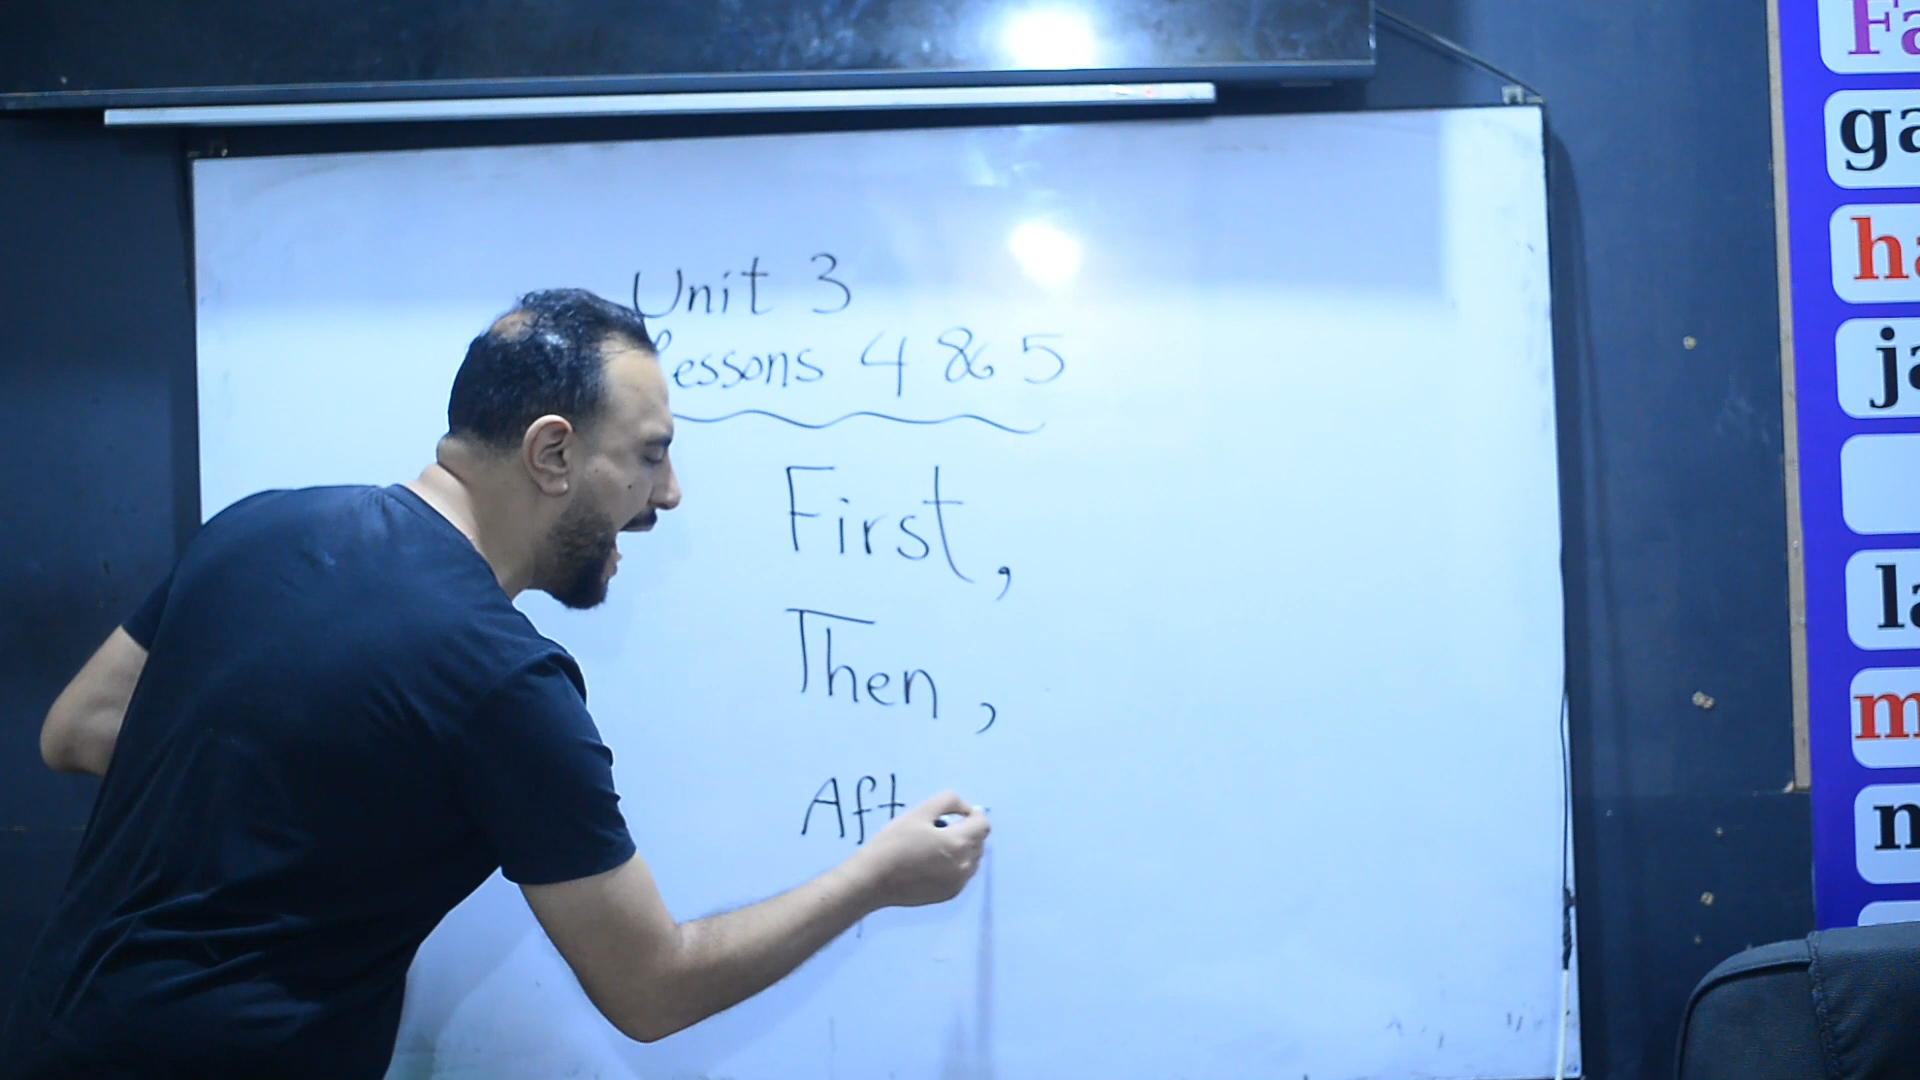 Unit 3
Lessons 4 & 5
First,
Then,
Aft
Fa
ga
ha
ja
la
m
n